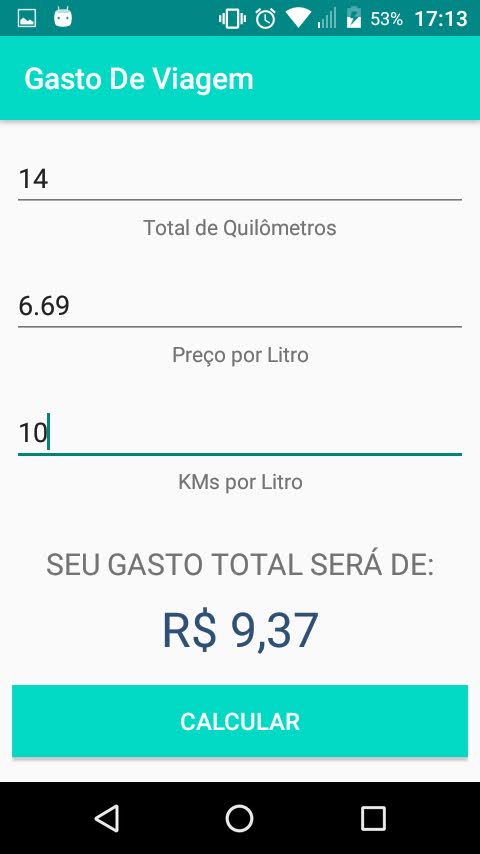 53% 17:13
Gasto De Viagem
14
Total de Quilômetros
6.69
Preço por Litro
10
KMs por Litro
SEU GASTO TOTAL SERÁ DE:
R$ 9,37
CALCULAR